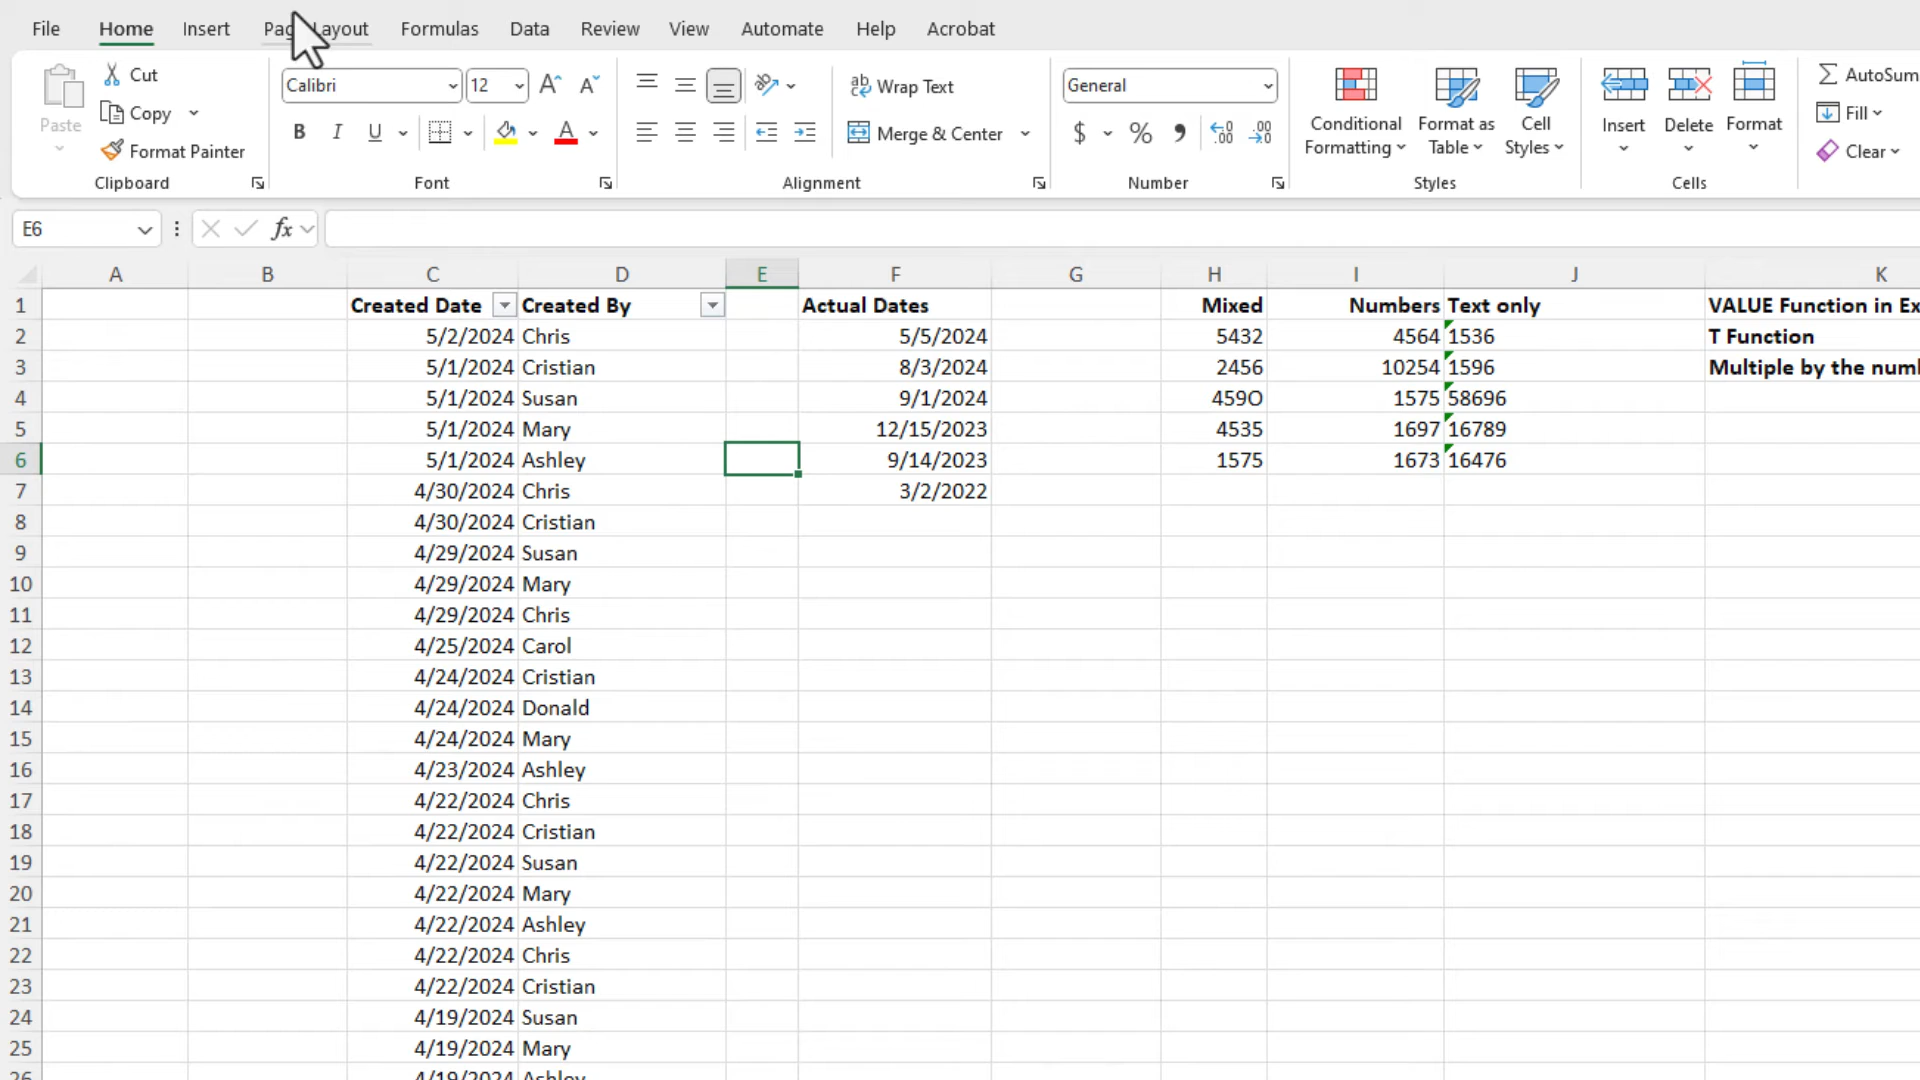 File Home Insert Page Layout Formulas Data Review View Automate Help Acrobat
Paste Cut Copy Format Painter Clipboard
Calibri 12 A A B I U A Font
ab Wrap Text Merge & Center Alignment
General $ % 9 .00 .00 Number
Conditional Formatting Format as Table Cell Styles Styles
Insert Delete Format Cells
AutoSum Fill Clear
E6 fx
A B C D E F G H I J K
1 Created Date Created By Actual Dates Mixed Numbers Text only VALUE Function in Ex
2 5/2/2024 Chris 5/5/2024 5432 4564 1536 T Function
3 5/1/2024 Cristian 8/3/2024 2456 10254 1596 Multiple by the num
4 5/1/2024 Susan 9/1/2024 459O 1575 58696
5 5/1/2024 Mary 12/15/2023 4535 1697 16789
6 5/1/2024 Ashley 9/14/2023 1575 1673 16476
7 4/30/2024 Chris 3/2/2022
8 4/30/2024 Cristian
9 4/29/2024 Susan
10 4/29/2024 Mary
11 4/29/2024 Chris
12 4/25/2024 Carol
13 4/24/2024 Cristian
14 4/24/2024 Donald
15 4/24/2024 Mary
16 4/23/2024 Ashley
17 4/22/2024 Chris
18 4/22/2024 Cristian
19 4/22/2024 Susan
20 4/22/2024 Mary
21 4/22/2024 Ashley
22 4/22/2024 Chris
23 4/22/2024 Cristian
24 4/19/2024 Susan
25 4/19/2024 Mary
26 4/19/2024 Ashley